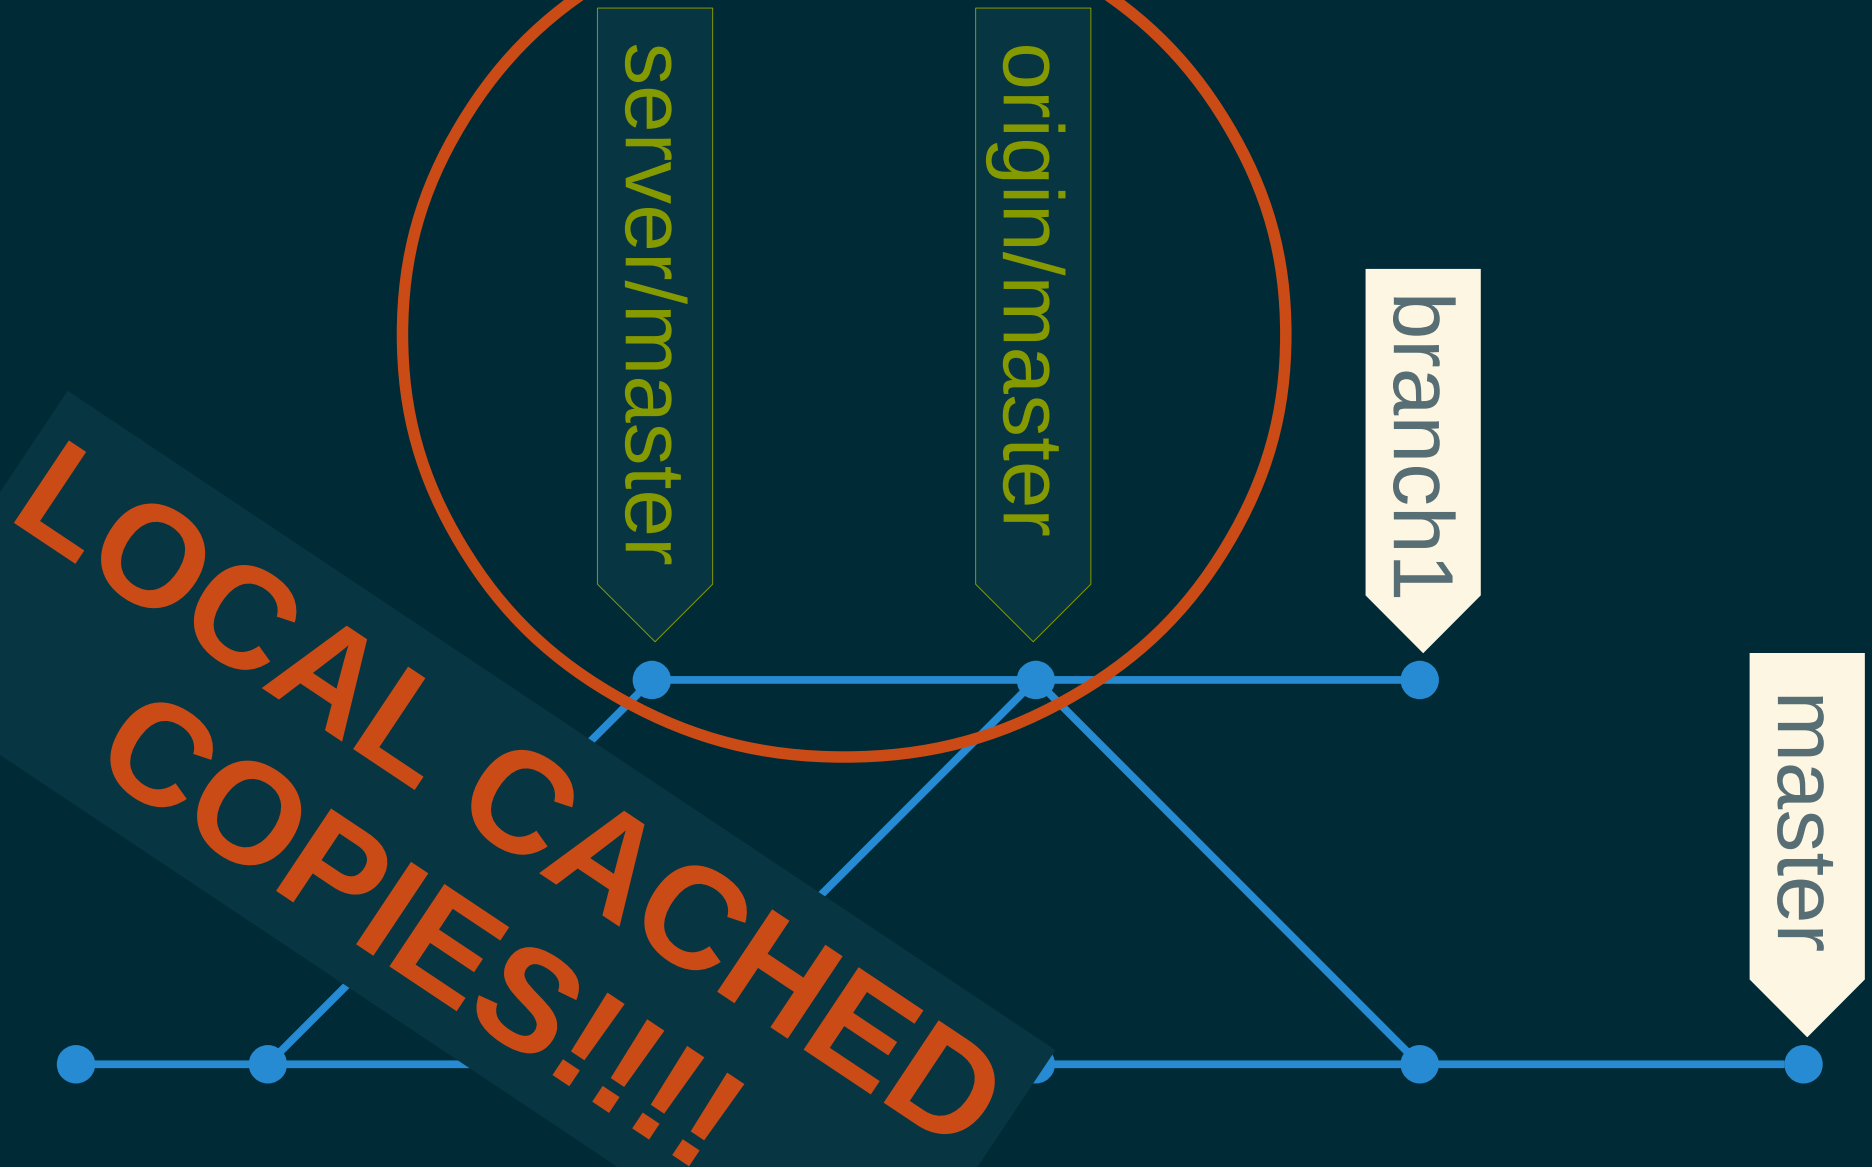 server/master
origin/master
branch1
master
LOCAL CACHED
COPIES!!!!